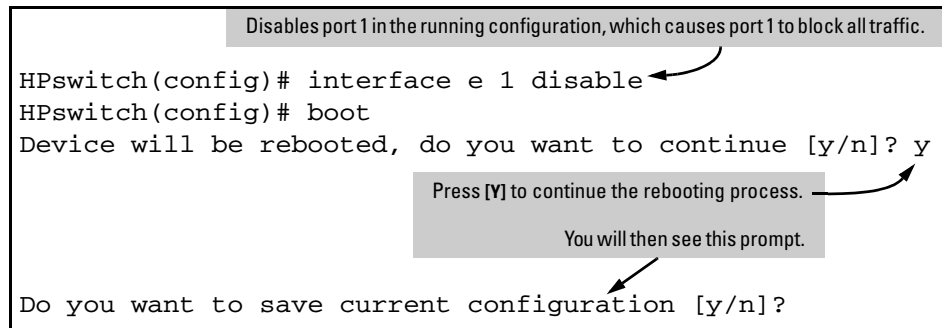 Disables port 1 in the running configuration, which causes port 1 to block all traffic.
HPswitch(config)# interface e 1 disable
HPswitch(config)# boot
Device will be rebooted, do you want to continue [y/n]? y
Press [Y] to continue the rebooting process.
You will then see this prompt.
Do you want to save current configuration [y/n]?